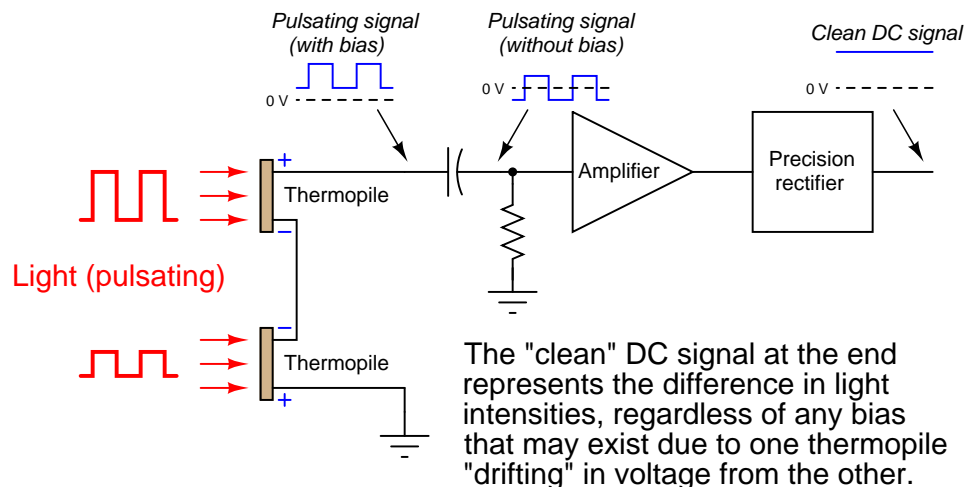 Pulsating signal
(with bias)
Pulsating signal
(without bias)
Clean DC signal
0 V
0 V
0 V
+
Thermopile
−
Amplifier
Precision
rectifier
Light (pulsating)
−
Thermopile
+
The "clean" DC signal at the end
represents the difference in light
intensities, regardless of any bias
that may exist due to one thermopile
"drifting" in voltage from the other.